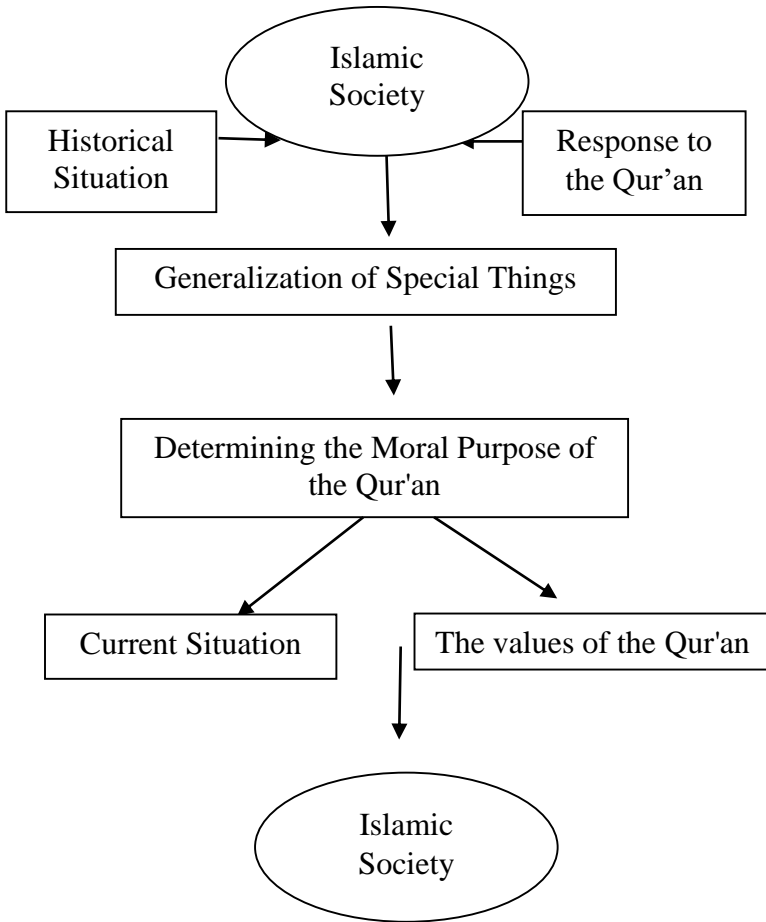 Islamic
Society
Historical
Situation
Response to
the Qur’an
Generalization of Special Things
Determining the Moral Purpose of
the Qur'an
Current Situation
The values of the Qur'an
Islamic
Society